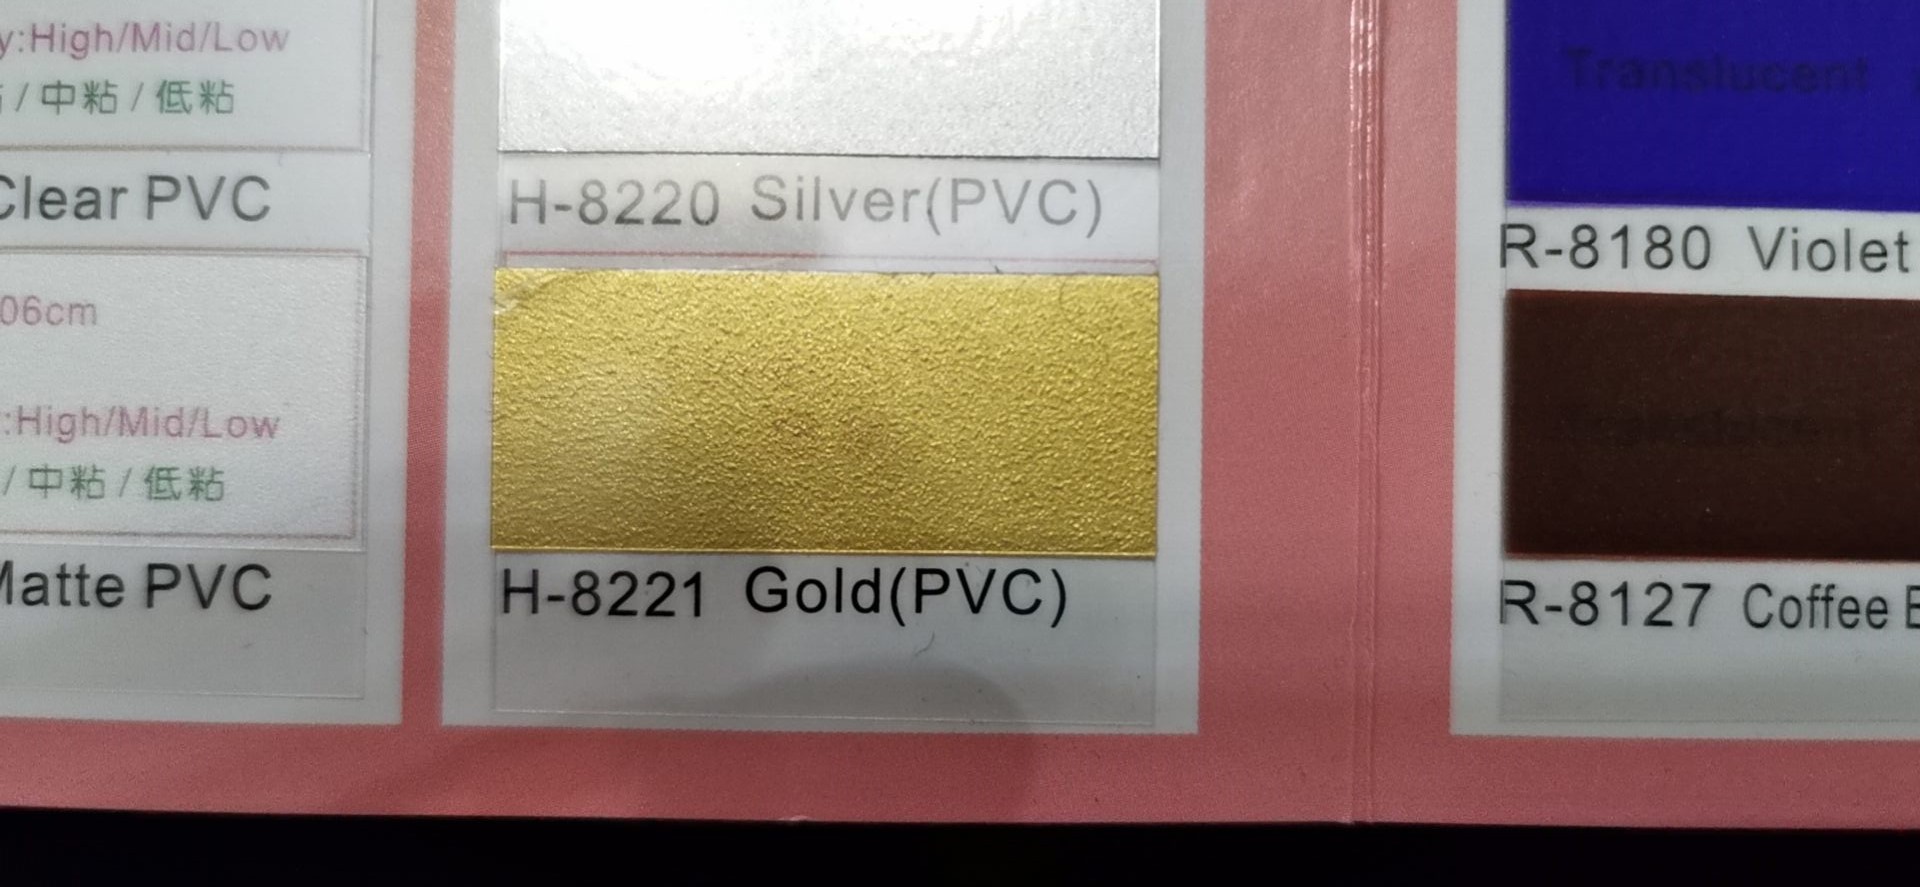 y:High/Mid/Low
/ 中粘 / 低粘
Clear PVC
06cm
:High/Mid/Low
/ 中粘 / 低粘
Matte PVC
H-8220 Silver(PVC)
H-8221 Gold(PVC)
Translucent
R-8180 Violet
R-8127 Coffee